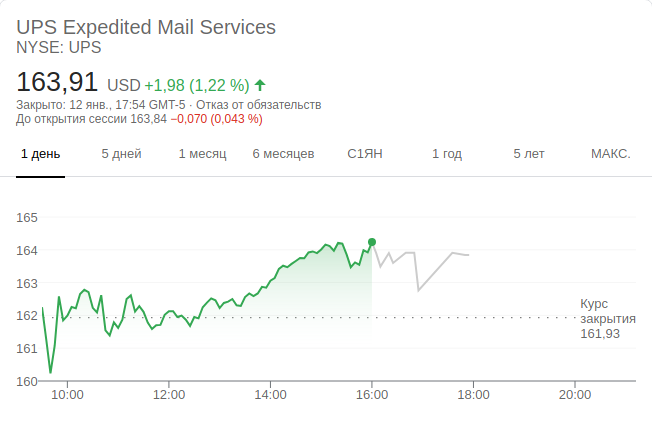 UPS Expedited Mail Services
NYSE: UPS
163,91 USD +1,98 (1,22 %)
Закрыто: 12 янв., 17:54 GMT-5 · Отказ от обязательств
До открытия сессии 163,84 −0,070 (0,043 %)
1 день 5 дней 1 месяц 6 месяцев С1ЯН 1 год 5 лет МАКС.
165
164
163
Курс
162 закрытия
161,93
161
160
10:00 12:00 14:00 16:00 18:00 20:00